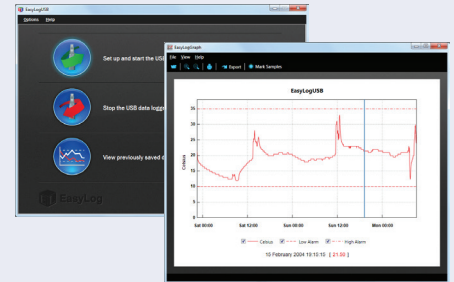 EasyLogUSB
Options Help
Set up and start the USB
Stop the USB data logge
View previously saved d
EasyLog
EasyLogGraph
File View Help
Export Mark Samples
EasyLogUSB
Celsius
35
30
25
20
15
10
5
0
Sat 00:00 Sat 12:00 Sun 00:00 Sun 12:00 Mon 00:00
Celsius Low Alarm High Alarm
15 February 2004 19:13:15 [ 21.50 ]